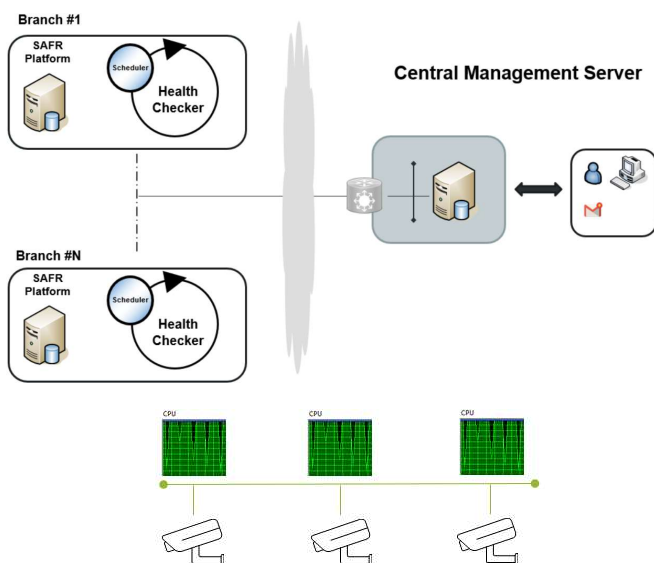 Branch #1
SAFR
Platform
Scheduler
Health
Checker
Central Management Server
Branch #N
SAFR
Platform
Scheduler
Health
Checker
CPU
CPU
CPU